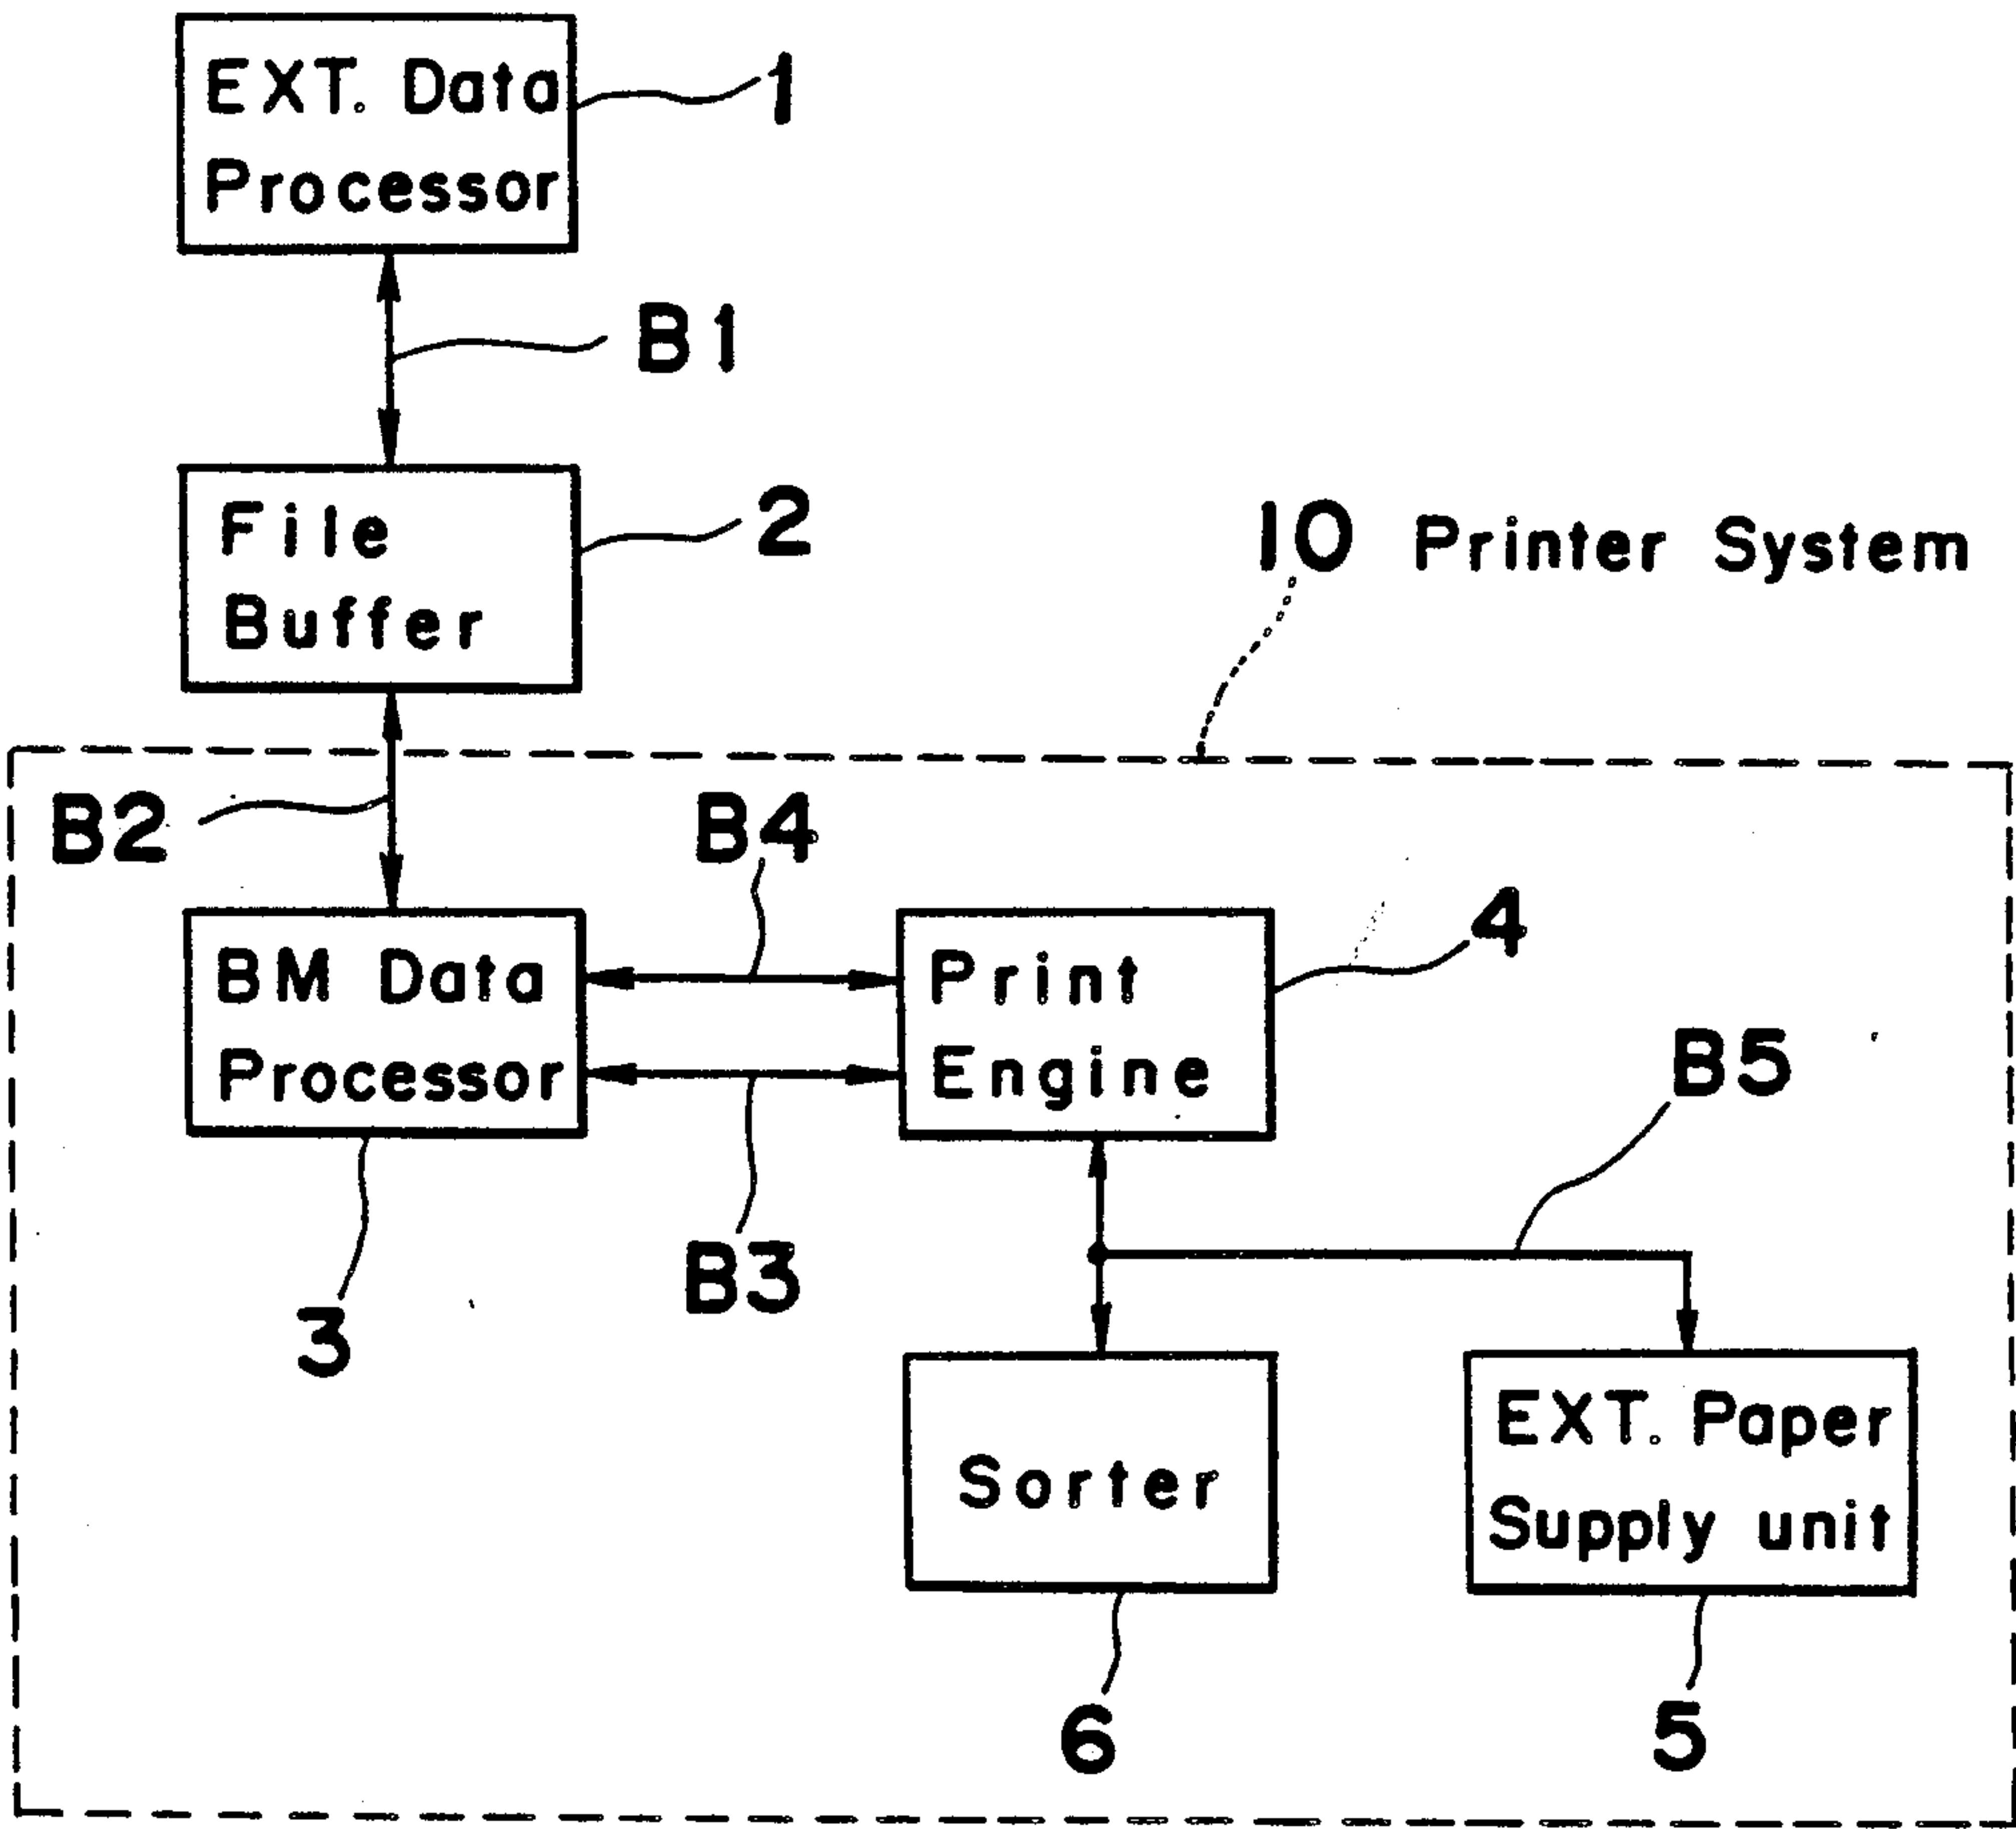 EXT. Data
Processor
1
B1
File
Buffer
2
10 Printer System
B2
B4
BM Data
Processor
Print
Engine
4
B5
B3
3
Sorter
EXT. Paper
Supply unit
6
5